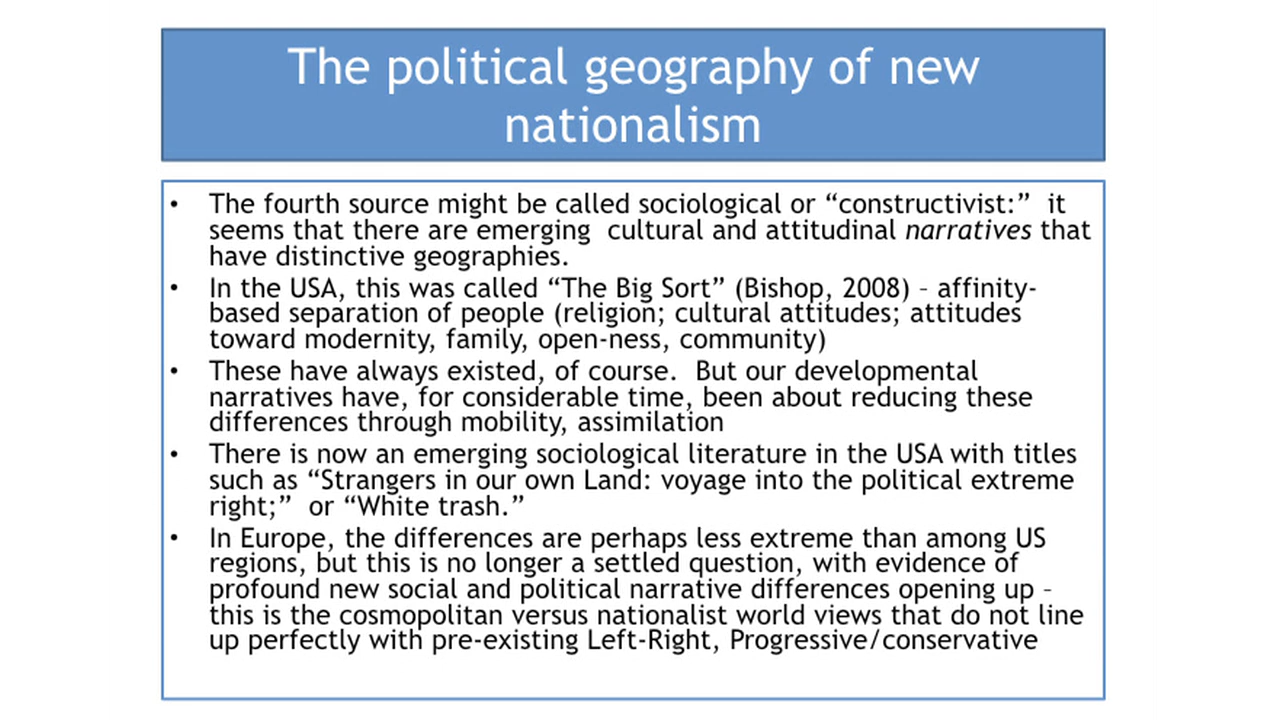 The political geography of new
nationalism
• The fourth source might be called sociological or “constructivist:”  it
seems that there are emerging  cultural and attitudinal narratives that
have distinctive geographies.
• In the USA, this was called “The Big Sort” (Bishop, 2008) – affinity-
based separation of people (religion; cultural attitudes; attitudes
toward modernity, family, open-ness, community)
• These have always existed, of course.  But our developmental
narratives have, for considerable time, been about reducing these
differences through mobility, assimilation
• There is now an emerging sociological literature in the USA with titles
such as “Strangers in our own Land: voyage into the political extreme
right;”  or “White trash.”
• In Europe, the differences are perhaps less extreme than among US
regions, but this is no longer a settled question, with evidence of
profound new social and political narrative differences opening up –
this is the cosmopolitan versus nationalist world views that do not line
up perfectly with pre-existing Left-Right, Progressive/conservative